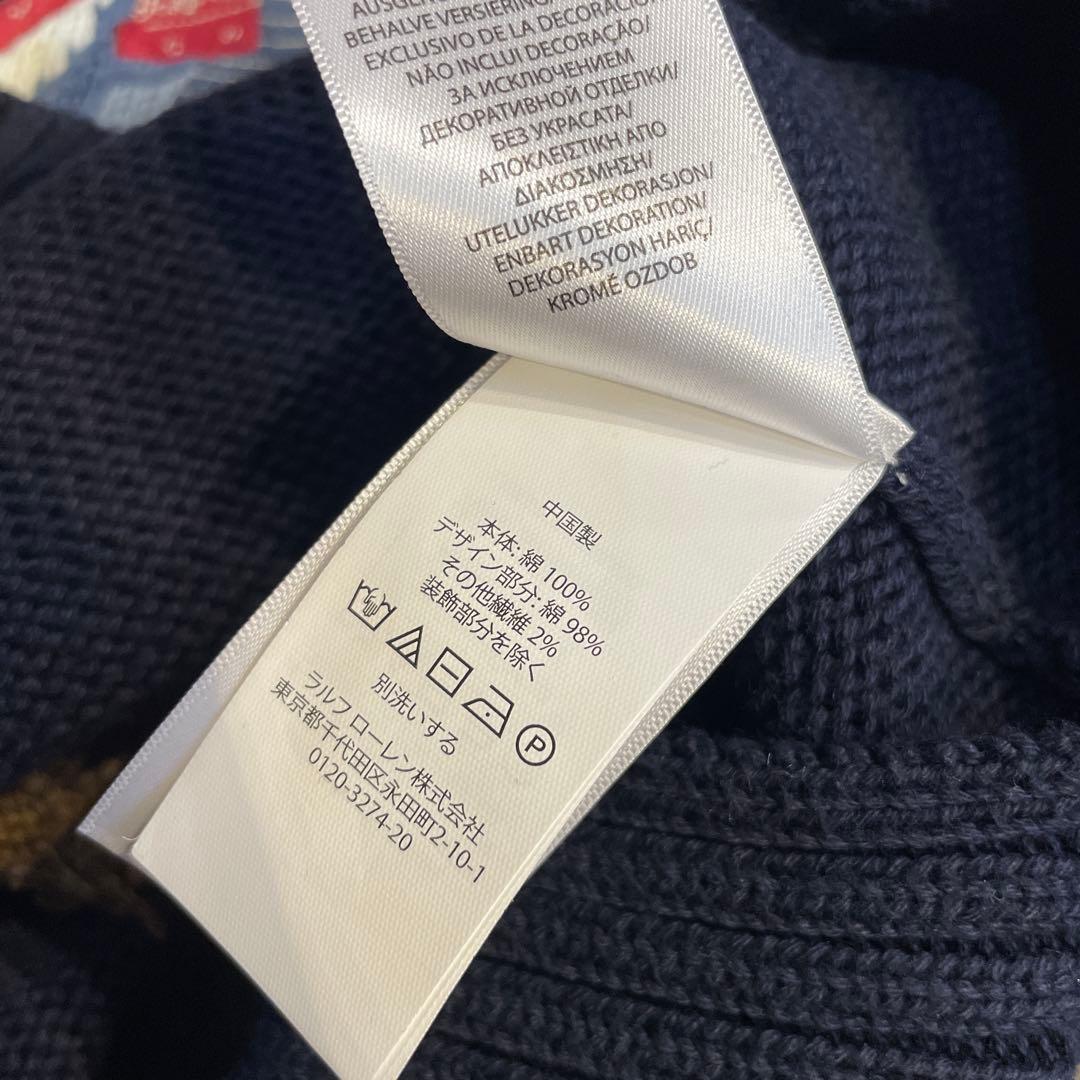 BEHALVE VERSIERING/
EXCLUSIVO DE LA DECORACIÓN/
NÃO INCLUI DECORAÇÃO/
ЗА ИСКЛЮЧЕНИЕМ
ДЕКОРАТИВНОЙ ОТДЕЛКИ/
БЕЗ УКРАСАТА/
ΑΠΟΚΛΕΙΣΤΙΚΗ ΑΠΟ
ΔΙΑΚΟΣΜΗΣΗ/
UTELUKKER DEKORASJON/
ENBART DEKORATION/
DEKORASYON HARİÇ/
KROMĚ OZDOB
中国製
本体: 綿 100%
デザイン部分: 綿 98%
その他繊維 2%
装飾部分を除く
P
別洗いする
ラルフ ローレン株式会社
東京都千代田区永田町2-10-1
0120-3274-20